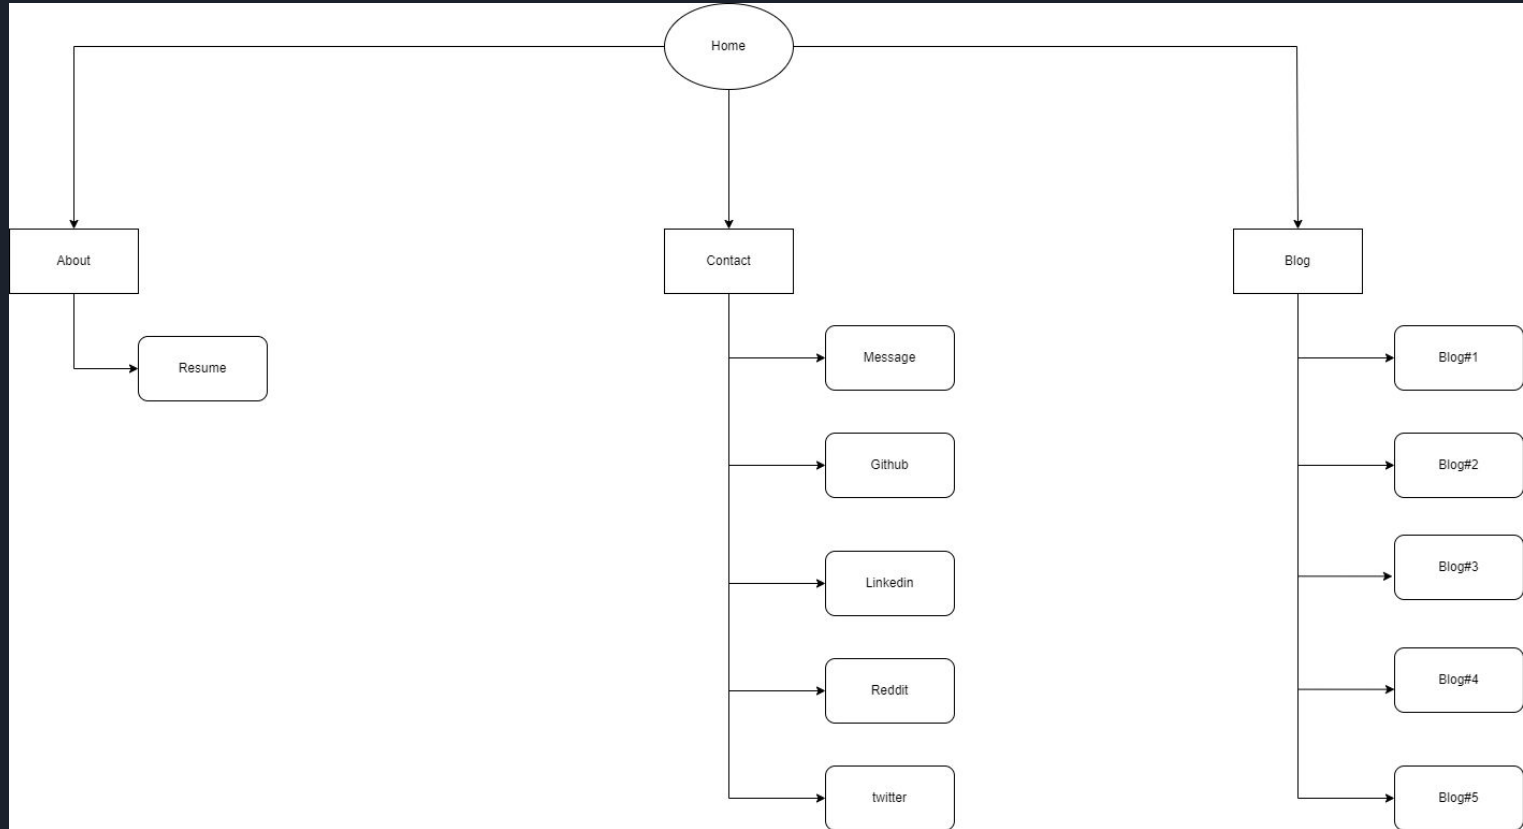 Home
About
Contact
Blog
Resume
Message
Github
Linkedin
Reddit
twitter
Blog#1
Blog#2
Blog#3
Blog#4
Blog#5